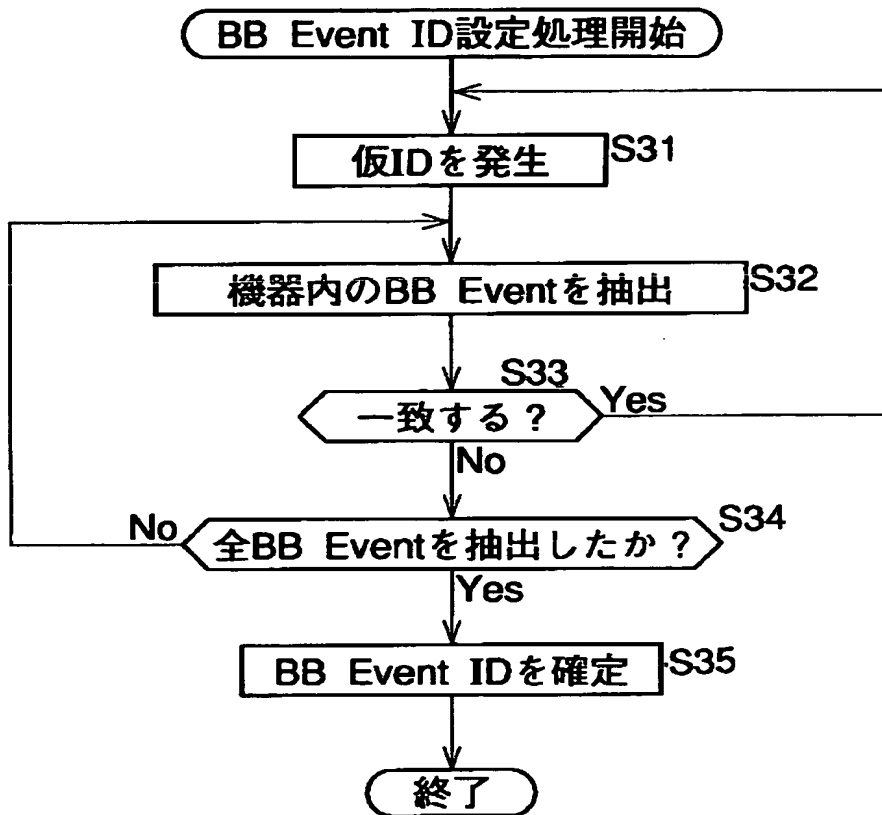 BB Event ID設定処理開始
仮IDを発生
S31
機器内のBB Eventを抽出
S32
S33
一致する？
Yes
No
No
全BB Eventを抽出したか？
S34
Yes
BB Event IDを確定
S35
終了